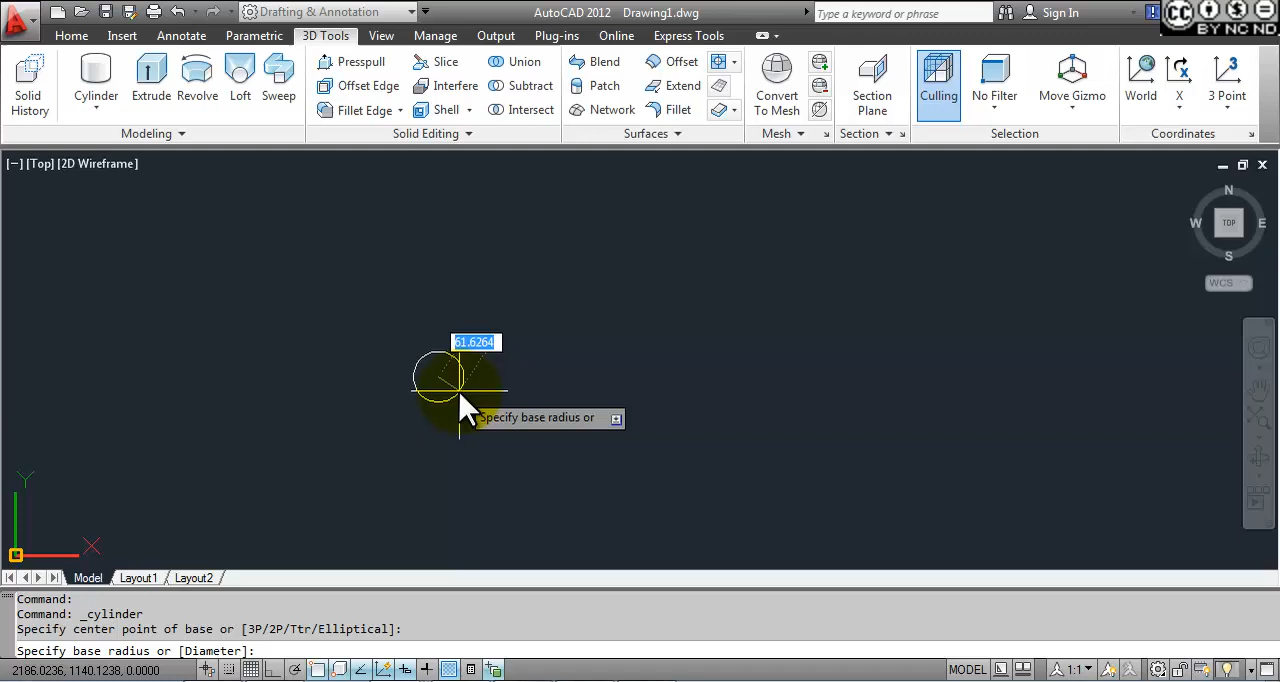 Drafting & Annotation
AutoCAD 2012 Drawing1.dwg
Type a keyword or phrase
Sign In
CC BY NC ND
Home Insert Annotate Parametric 3D Tools View Manage Output Plug-ins Online Express Tools
Solid History
Cylinder
Extrude
Revolve
Loft
Sweep
Presspull
Offset Edge
Fillet Edge
Slice
Interfere
Shell
Union
Subtract
Intersect
Blend
Patch
Network
Offset
Extend
Fillet
Convert To Mesh
Section Plane
Culling
No Filter
Move Gizmo
World
X
3 Point
Modeling
Solid Editing
Surfaces
Mesh
Section
Selection
Coordinates
[−] [Top] [2D Wireframe]
N
W TOP E
S
WCS
61.6264
Specify base radius or
Y
X
Model Layout1 Layout2
Command:
Command: _cylinder
Specify center point of base or [3P/2P/Ttr/Elliptical]:
Specify base radius or [Diameter]:
2186.0236, 1140.1238, 0.0000
MODEL
1:1